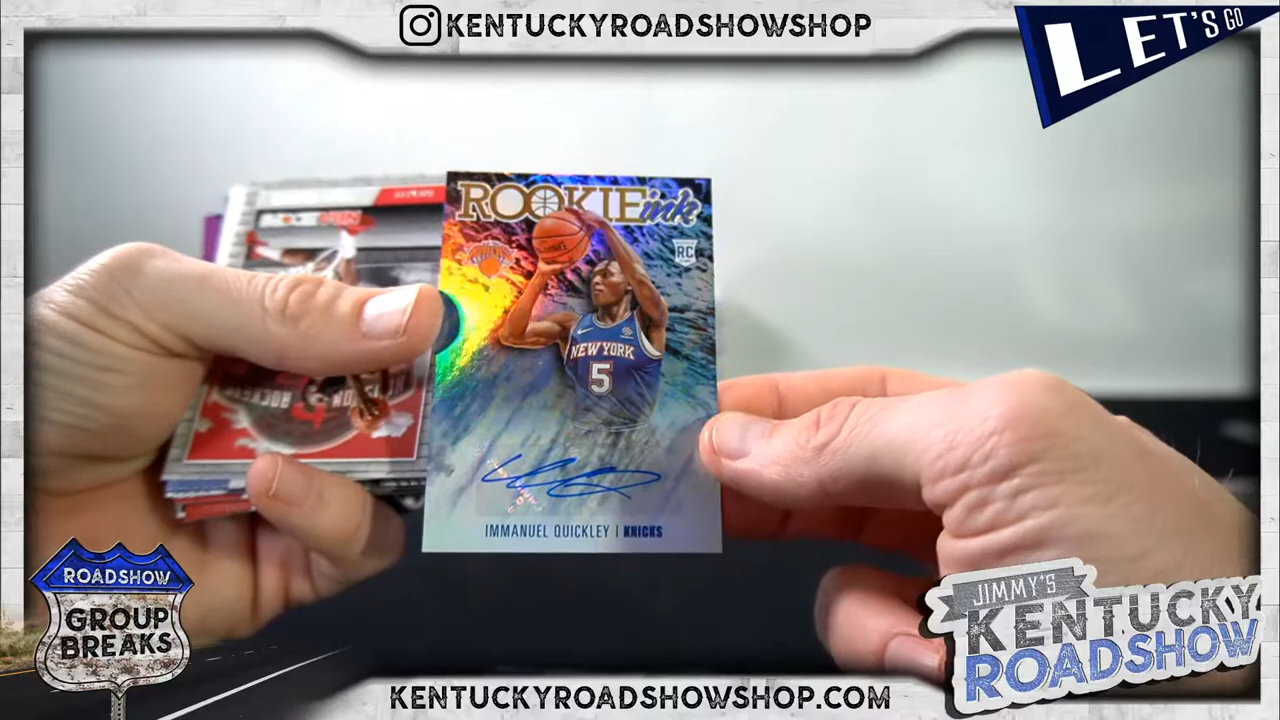 KENTUCKYROADSHOWSHOP
LET'S GO
ROOKIE ink
RC
NEW YORK
5
IMMANUEL QUICKLEY | KNICKS
ROCKETS
ROADSHOW
GROUP
BREAKS
JIMMY'S
KENTUCKY
ROADSHOW
KENTUCKYROADSHOWSHOP.COM